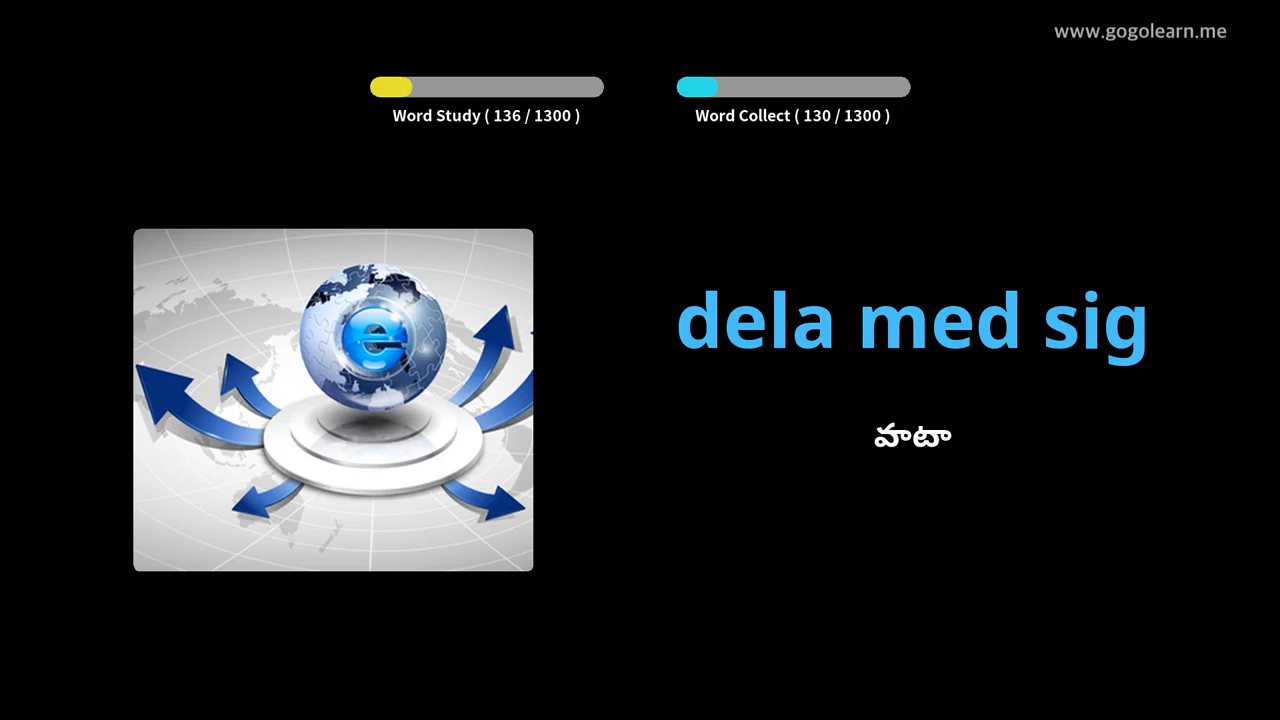 www.gogolearn.me
Word Study ( 136 / 1300 )
Word Collect ( 130 / 1300 )
e
dela med sig
వాటా